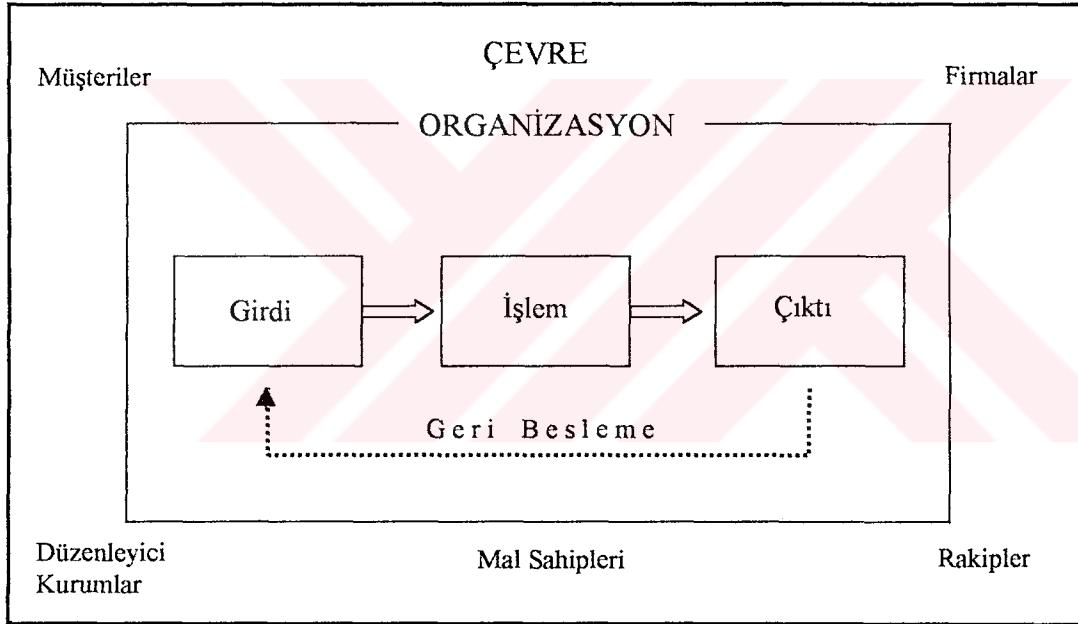 ÇEVRE
Müşteriler
Firmalar
ORGANİZASYON
Girdi
İşlem
Çıktı
Geri Besleme
Düzenleyici
Kurumlar
Mal Sahipleri
Rakipler